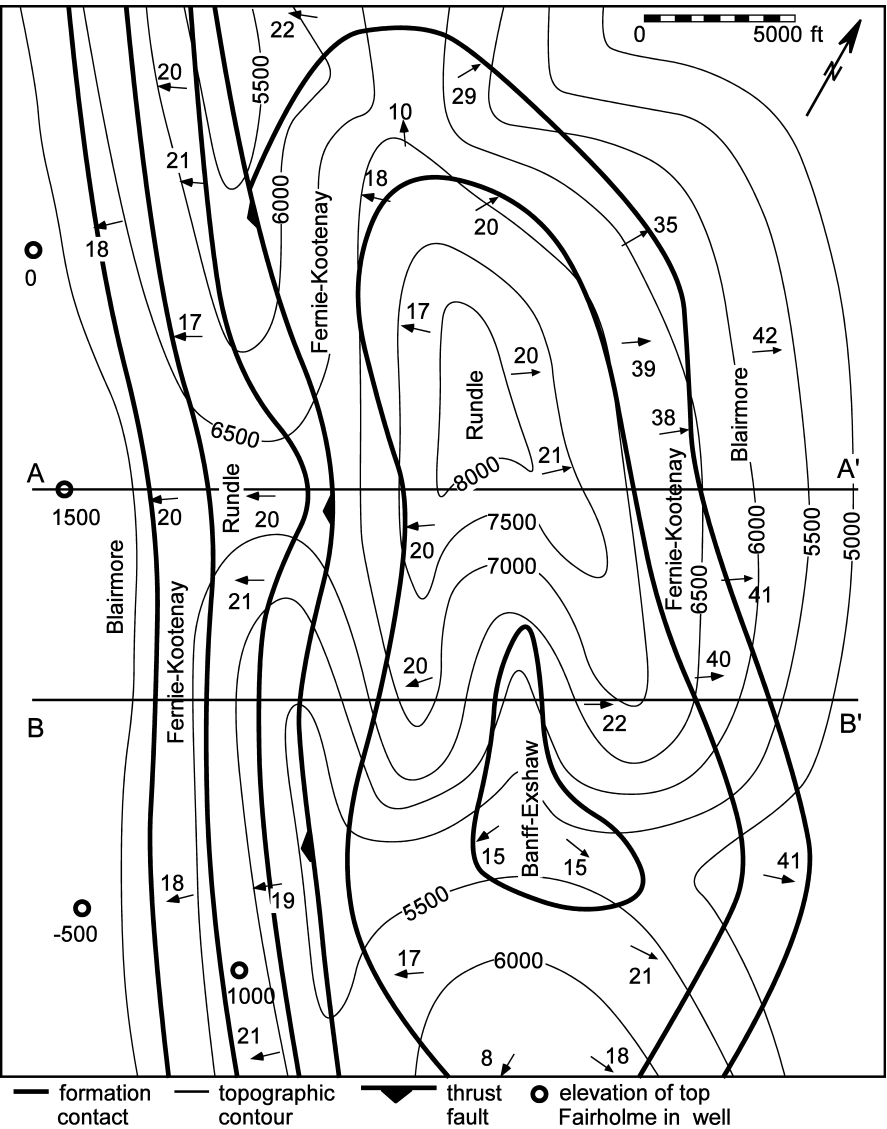 22
0 5000 ft
N
20
5500
29
10
21
6000
18
20
35
18
Fernie-Kootenay
0
17
17
42
20
39
Blairmore
Rundle
38
6500
21
A
A'
Rundle
8000
1500
20
20
7500
20
Fernie-Kootenay
6000
5500
5000
Blairmore
7000
6500
21
41
Fernie-Kootenay
20
40
B
22
B'
Banff-Exshaw
15
15
41
18
19
5500
-500
17
6000
21
1000
21
8
18
formation contact
topographic contour
thrust fault
elevation of top Fairholme in well